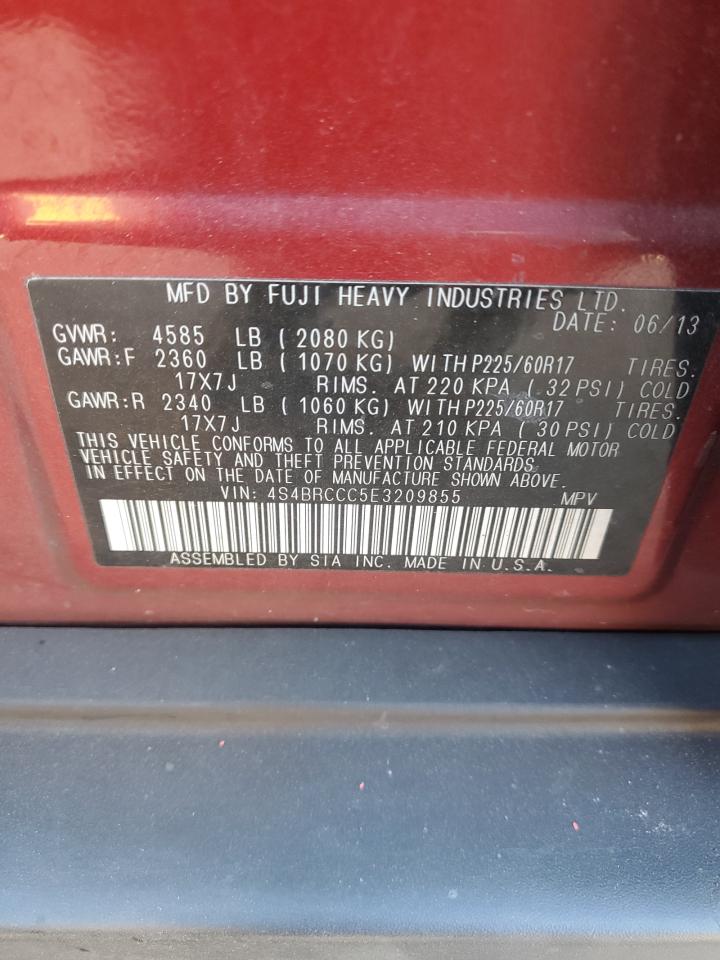 MFD BY FUJI HEAVY INDUSTRIES LTD.
DATE: 06/13
GVWR: 4585 LB ( 2080 KG)
GAWR:F 2360 LB ( 1070 KG) WITH P225/60R17 TIRES.
17X7J RIMS. AT 220 KPA ( 32 PSI) COLD
GAWR:R 2340 LB ( 1060 KG) WITH P225/60R17 TIRES.
17X7J RIMS. AT 210 KPA ( 30 PSI) COLD
THIS VEHICLE CONFORMS TO ALL APPLICABLE FEDERAL MOTOR
VEHICLE SAFETY AND THEFT PREVENTION STANDARDS
IN EFFECT ON THE DATE OF MANUFACTURE SHOWN ABOVE.
VIN: 4S4BRCCC5E3209855 MPV
ASSEMBLED BY SIA INC. MADE IN U.S.A.